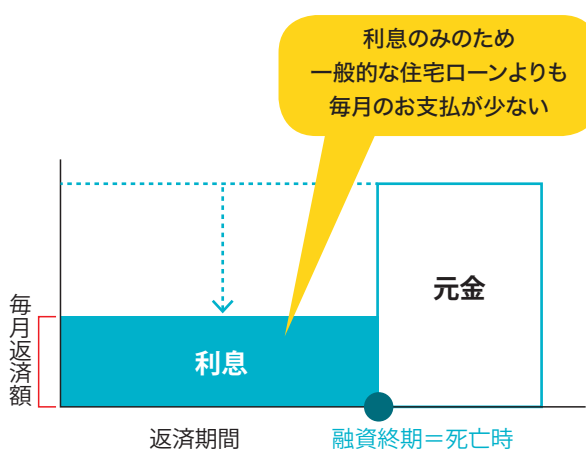 利息のみのため
一般的な住宅ローンよりも
毎月のお支払が少ない
元金
毎月返済額
利息
返済期間
融資終期＝死亡時